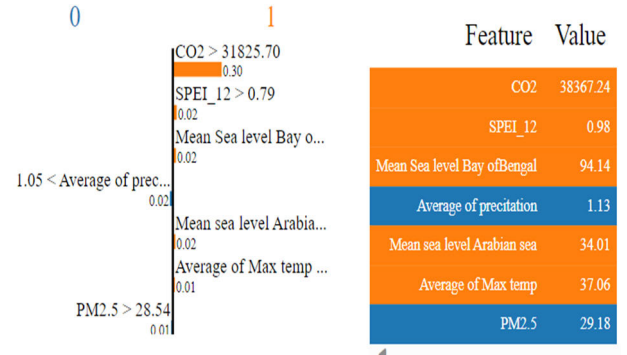 0 1
CO2 > 31825.70
0.30
SPEI_12 > 0.79
0.02
Mean Sea level Bay o...
0.02
1.05 < Average of prec...
0.02
Mean sea level Arabia...
0.02
Average of Max temp ...
0.01
PM2.5 > 28.54
0.01
Feature Value
CO2 38367.24
SPEI_12 0.98
Mean Sea level Bay ofBengal 94.14
Average of precitation 1.13
Mean sea level Arabian sea 34.01
Average of Max temp 37.06
PM2.5 29.18